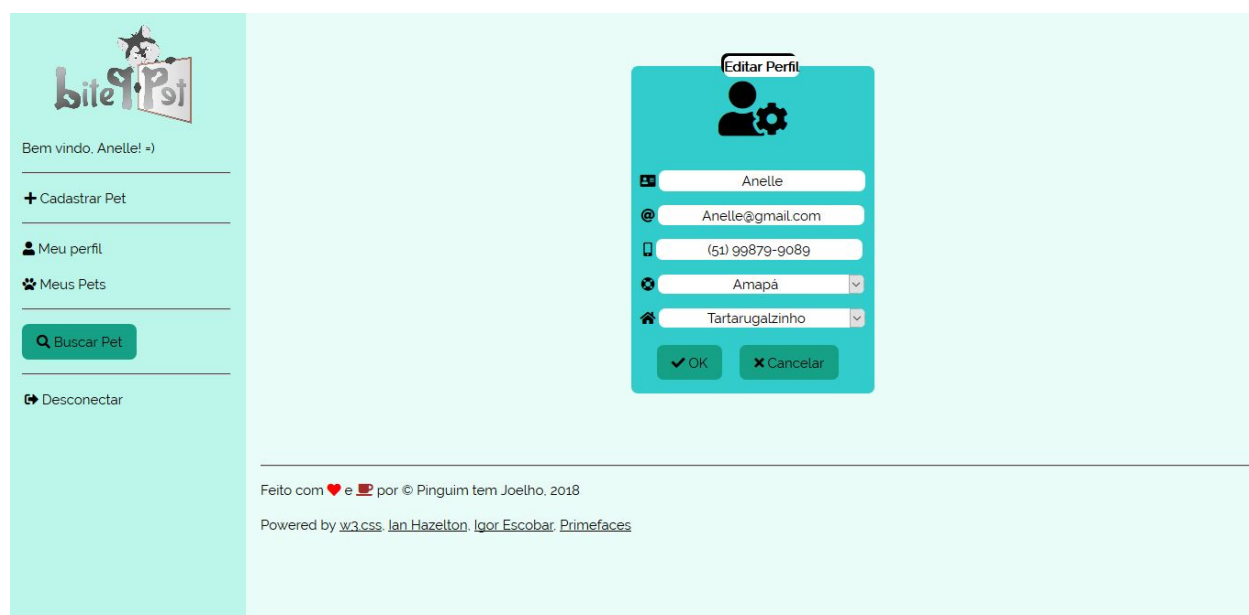 bite Pet
Bem vindo, Anelle! =)
Cadastrar Pet
Meu perfil
Meus Pets
Buscar Pet
Desconectar
Editar Perfil
Anelle
Anelle@gmail.com
(51) 99879-9089
Amapá
Tartarugalzinho
OK
Cancelar
Feito com e por © Pinguim tem Joelho, 2018
Powered by w3.css, Ian Hazelton, Igor Escobar, Primefaces